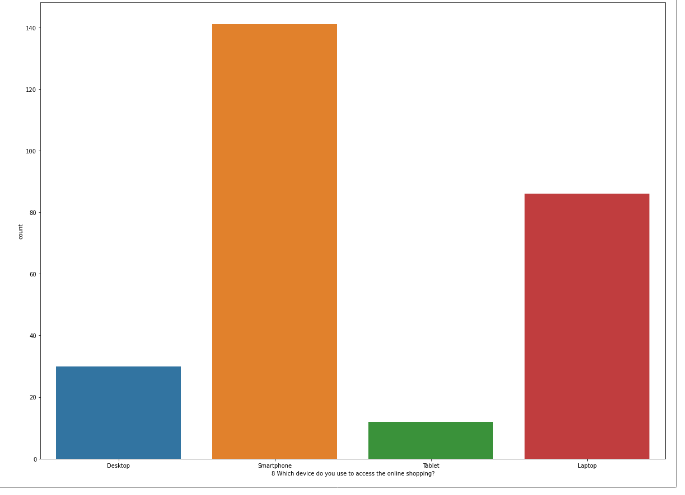 140
120
100
80
60
40
20
0
count
Desktop Smartphone Tablet Laptop
8 Which device do you use to access the online shopping?